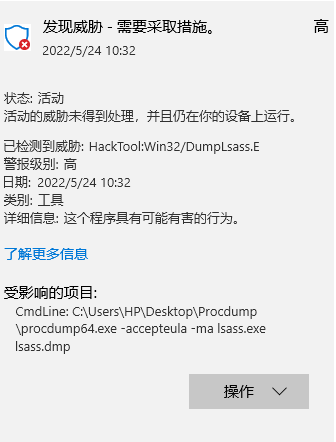 发现威胁 - 需要采取措施。
高
2022/5/24 10:32
状态: 活动
活动的威胁未得到处理，并且仍在你的设备上运行。
已检测到威胁: HackTool:Win32/DumpLsass.E
警报级别: 高
日期: 2022/5/24 10:32
类别: 工具
详细信息: 这个程序具有可能有害的行为。
了解更多信息
受影响的项目:
CmdLine: C:\Users\HP\Desktop\Procdump
\procdump64.exe -accepteula -ma lsass.exe
lsass.dmp
操作